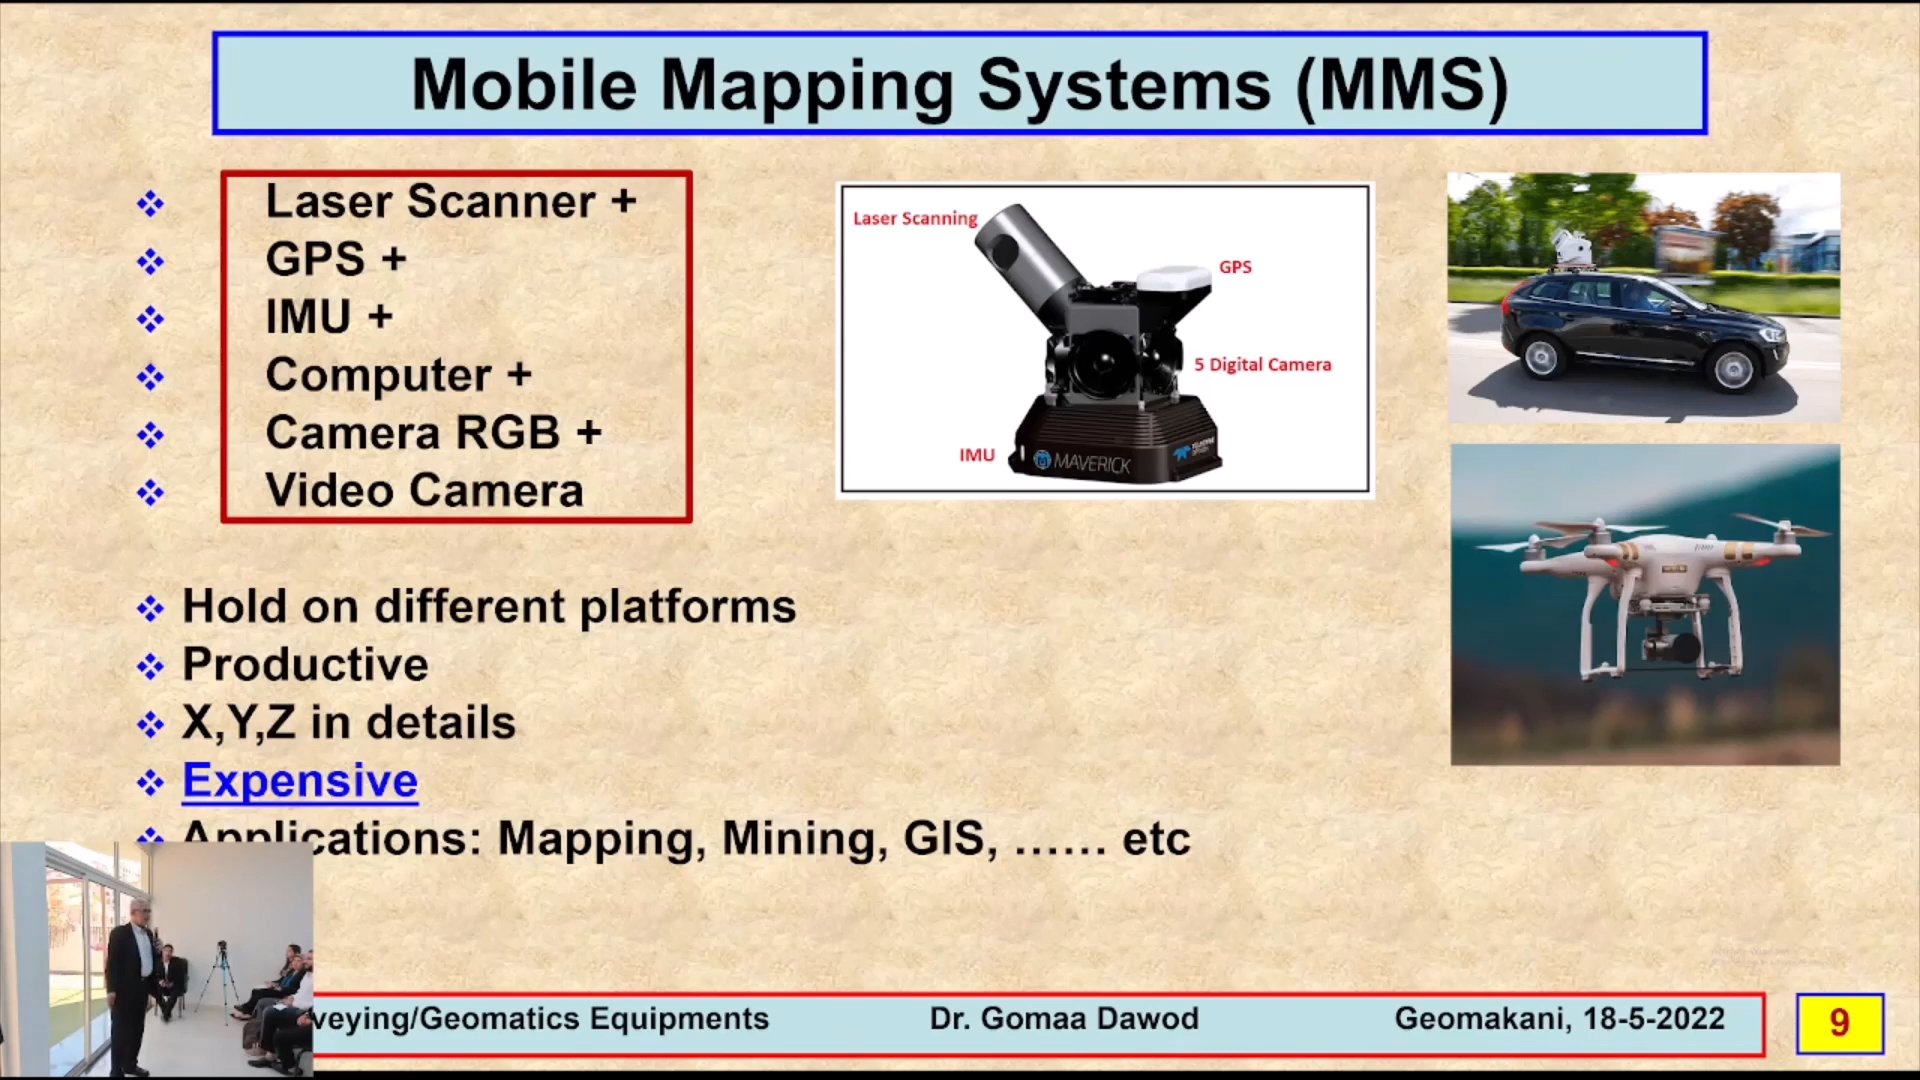 Mobile Mapping Systems (MMS)
Laser Scanner +
GPS +
IMU +
Computer +
Camera RGB +
Video Camera
Laser Scanning
GPS
5 Digital Camera
IMU
MAVERICK
Hold on different platforms
Productive
X,Y,Z in details
Expensive
Applications: Mapping, Mining, GIS, …… etc
veying/Geomatics Equipments Dr. Gomaa Dawod Geomakani, 18-5-2022 9